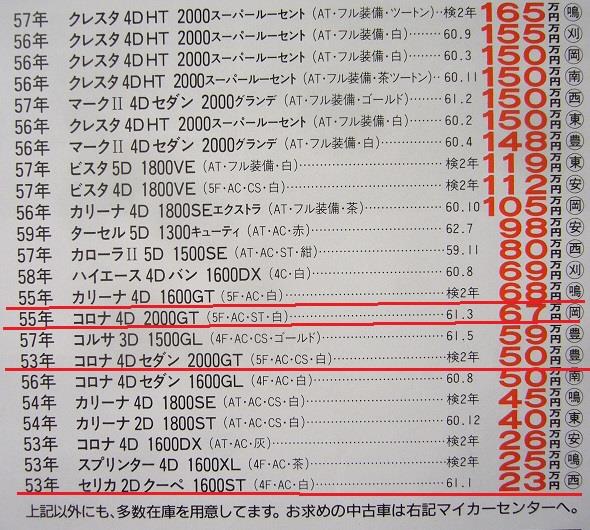 57年 クレスタ 4DHT 2000スーパールーセント (AT・フル装備・ツートン)‥検2年 165万円 鳴
56年 クレスタ 4DHT 2000スーパールーセント (AT・フル装備・白)………60.9 155万円 刈
56年 クレスタ 4DHT 2000スーパールーセント (AT・フル装備・白)………60.3 150万円 岡
56年 クレスタ 4DHT 2000スーパールーセント (AT・フル装備・茶ツートン)‥60.11 150万円 南
57年 マークⅡ 4Dセダン 2000グランデ (AT・フル装備・ゴールド)………61.2 150万円 西
56年 クレスタ 4DHT 2000スーパールーセント (AT・フル装備・白)………60.2 150万円 東
56年 マークⅡ 4Dセダン 2000グランデ (AT・フル装備・白)………60.4 148万円 豊
57年 ビスタ 5D 1800VE (AT・フル装備・白)………検2年 119万円 東
57年 ビスタ 4D 1800VE (5F・AC・CS・白)………検2年 112万円 安
56年 カリーナ 4D 1800SEエクストラ (AT・フル装備・茶)………60.10 105万円 岡
59年 ターセル 5D 1300キューティ (AT・AC・赤)………62.7 98万円 安
57年 カローラⅡ 5D 1500SE (AT・AC・ST・紺)………59.11 80万円 西
58年 ハイエース 4Dバン 1600DX (4C・白)………60.8 69万円 刈
55年 カリーナ 4D 1600GT (5F・AC・白)………検2年 68万円 鳴
55年 コロナ 4D 2000GT (5F・AC・ST・白)………61.3 67万円 岡
57年 コルサ 3D 1500GL (4F・AC・CS・ゴールド)………61.5 59万円 豊
53年 コロナ 4Dセダン 2000GT (5F・AC・CS・白)………検2年 50万円 豊
56年 コロナ 4Dセダン 1600GL (4F・AC・白)………60.8 50万円 南
54年 カリーナ 4D 1800SE (AT・AC・CS・白)………検2年 45万円 鳴
54年 カリーナ 2D 1800ST (AT・AC・CS・白)………60.12 40万円 東
53年 コロナ 4D 1600DX (AT・AC・灰)………検2年 26万円 安
53年 スプリンター 4D 1600XL (4F・AC・茶)………検2年 25万円 鳴
53年 セリカ 2Dクーペ 1600ST (4F・AC・白)………61.1 23万円 西
上記以外にも、多数在庫を用意してます。お求めの中古車は右記マイカーセンターへ。